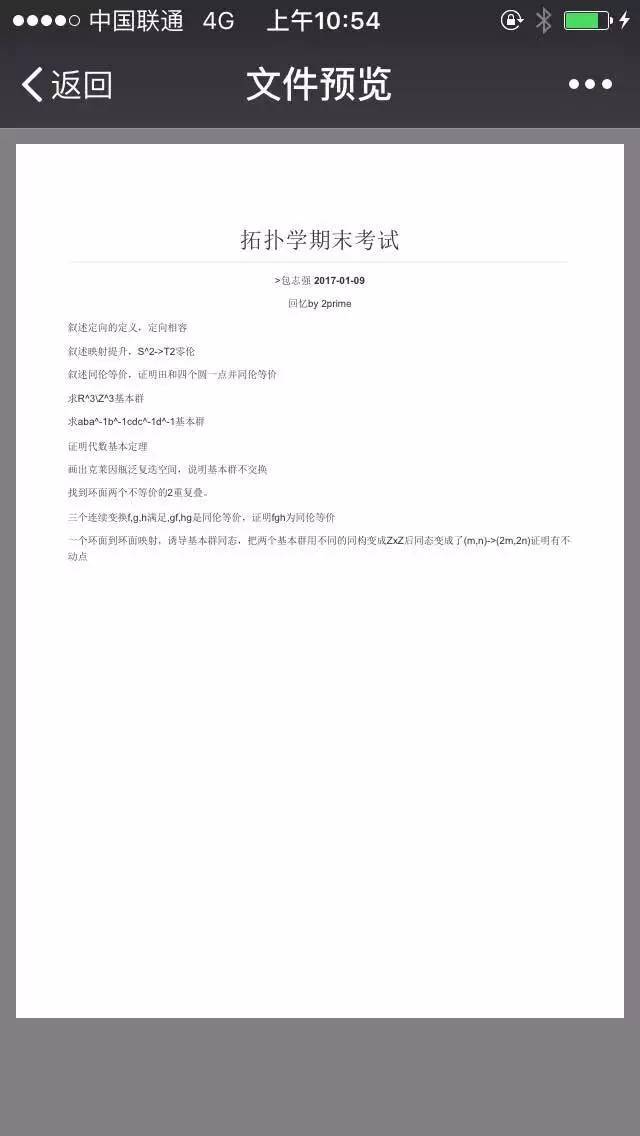 中国联通 4G 上午10:54
返回 文件预览
拓扑学期末考试
>包志强 2017-01-09
回忆by 2prime
叙述定向的定义，定向相容
叙述映射提升，S^2->T2零伦
叙述同伦等价，证明田和四个圆一点并同伦等价
求R^3\Z^3基本群
求aba^-1b^-1cdc^-1d^-1基本群
证明代数基本定理
画出克莱因瓶泛复迭空间，说明基本群不交换
找到环面两个不等价的2重复叠。
三个连续变换f,g,h满足,gf,hg是同伦等价，证明fgh为同伦等价
一个环面到环面映射，诱导基本群同态，把两个基本群用不同的同构变成ZxZ后同态变成了(m,n)->(2m,2n)证明有不
动点